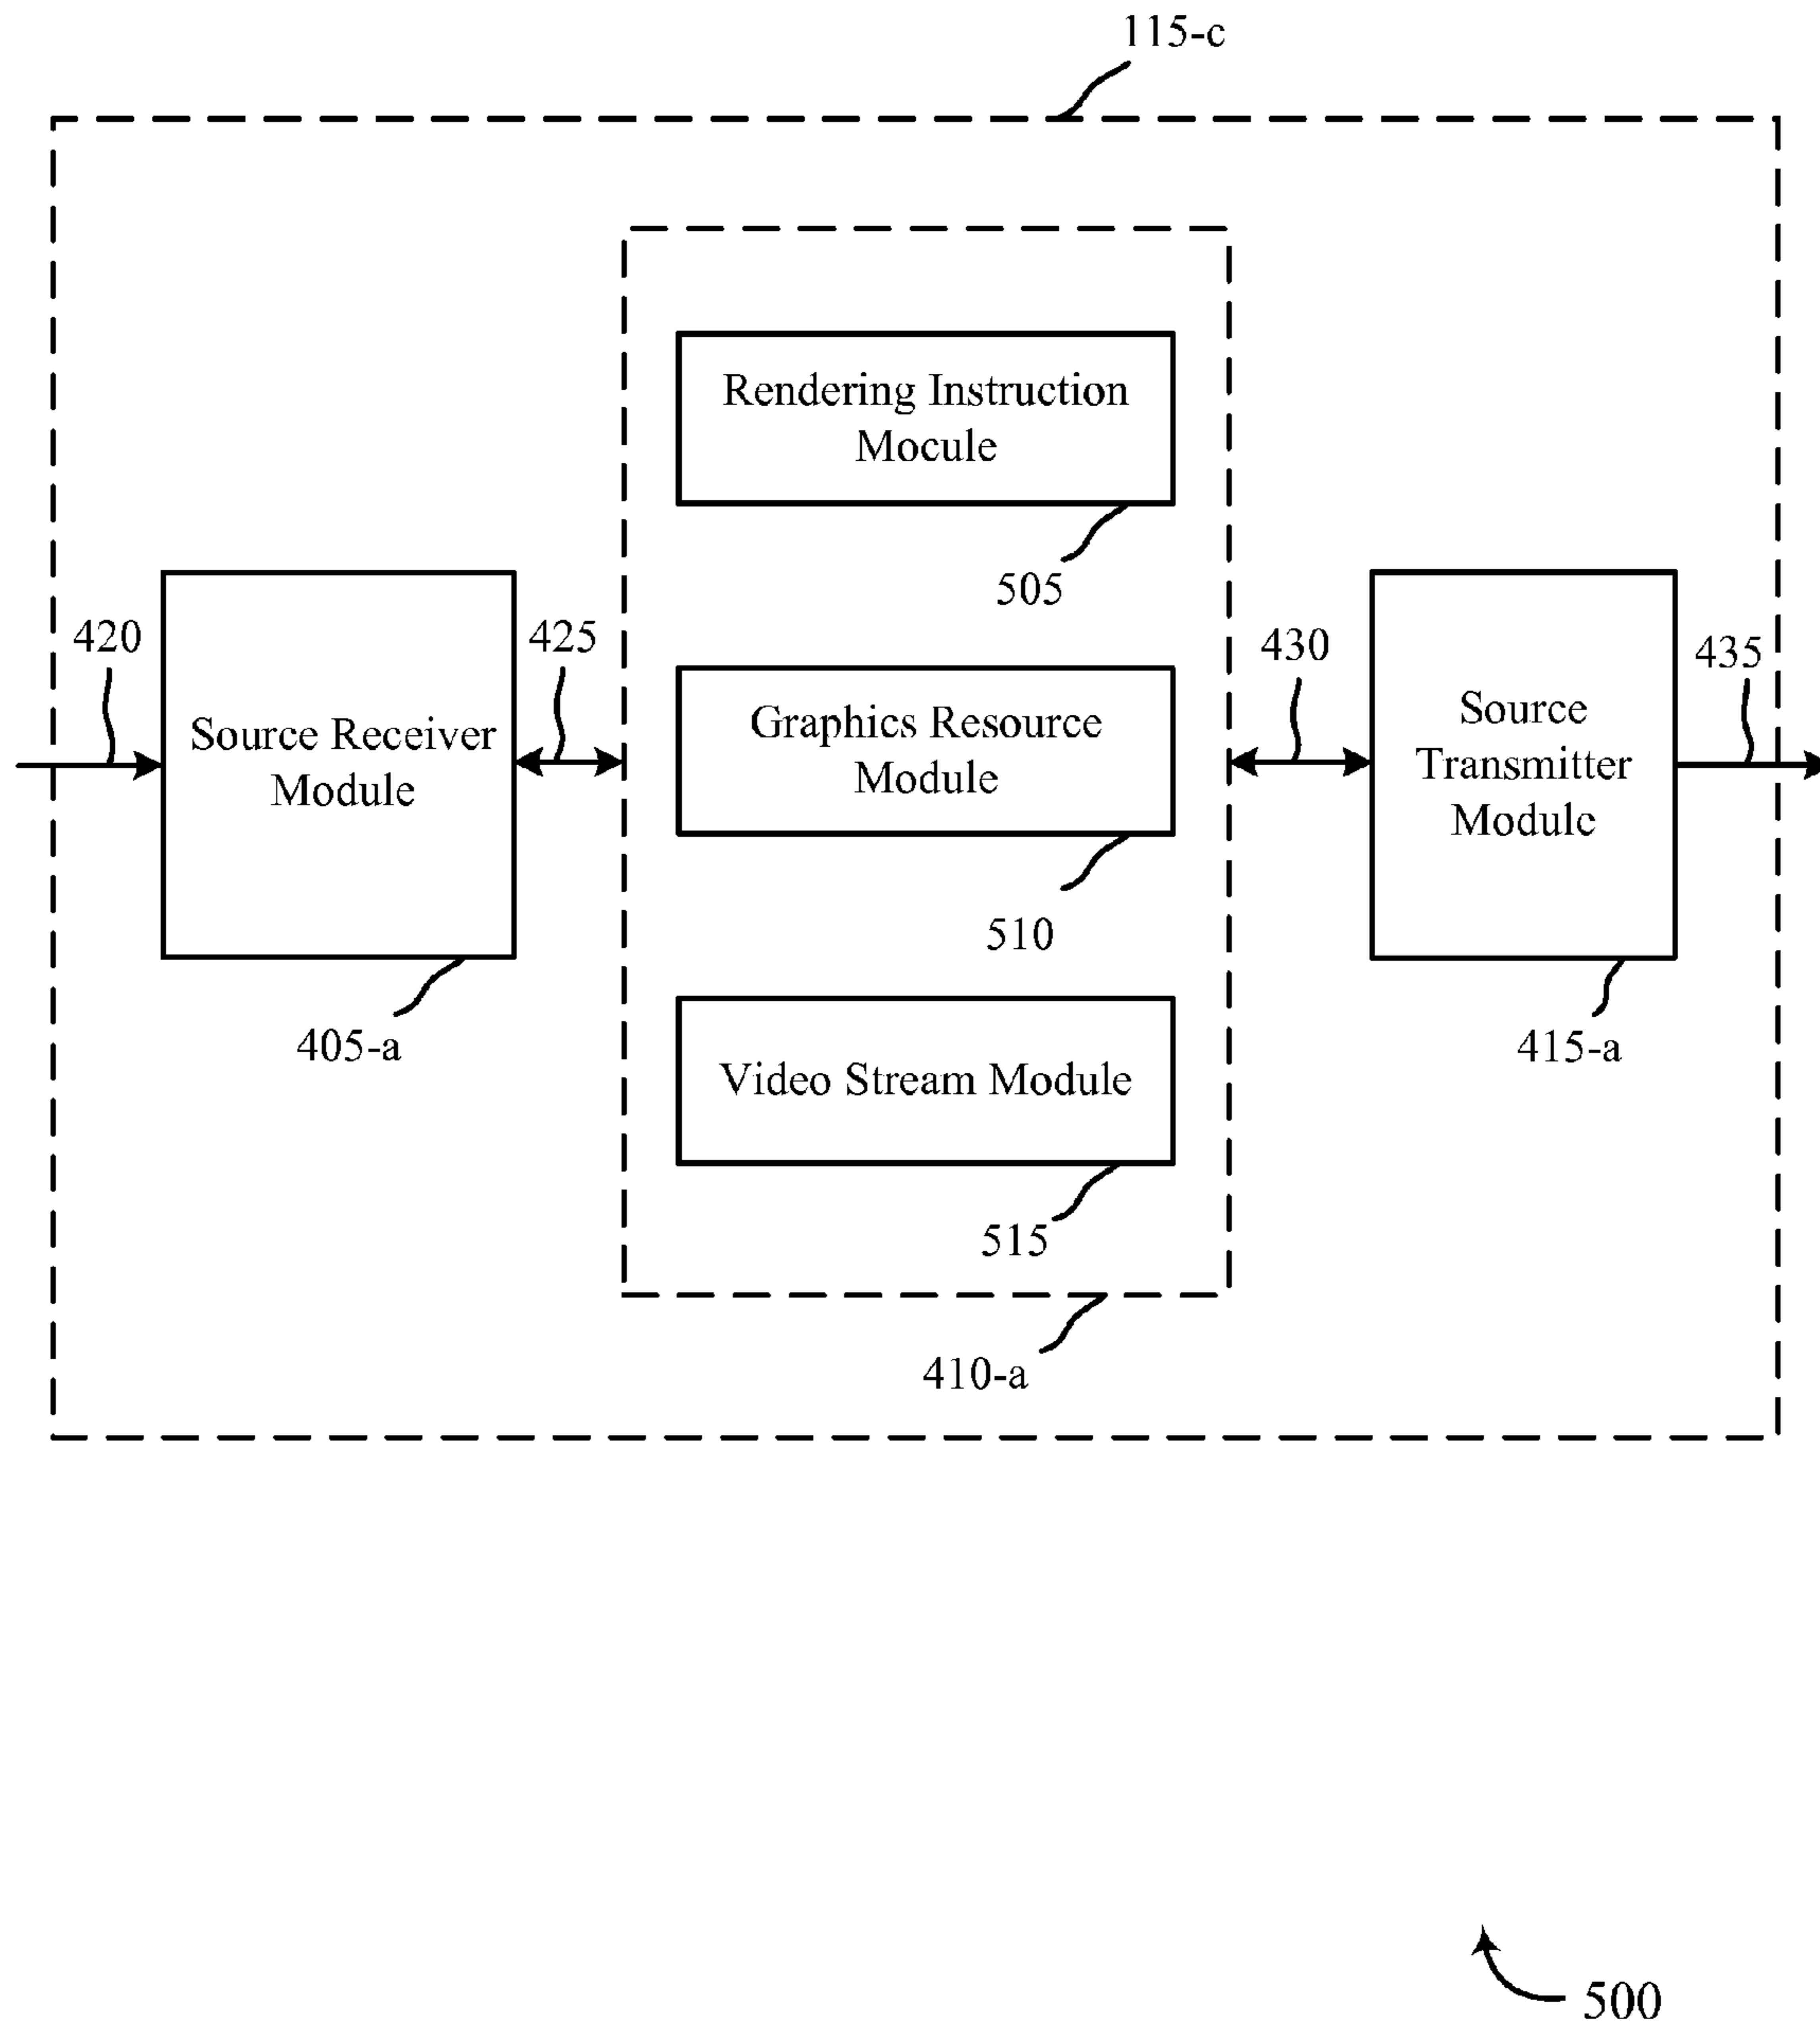 115-c
Rendering Instruction
Mocule
505
420
425
430
435
Source Receiver
Module
Graphics Resource
Module
Source
Transmitter
Module
510
405-a
415-a
Video Stream Module
515
410-a
500